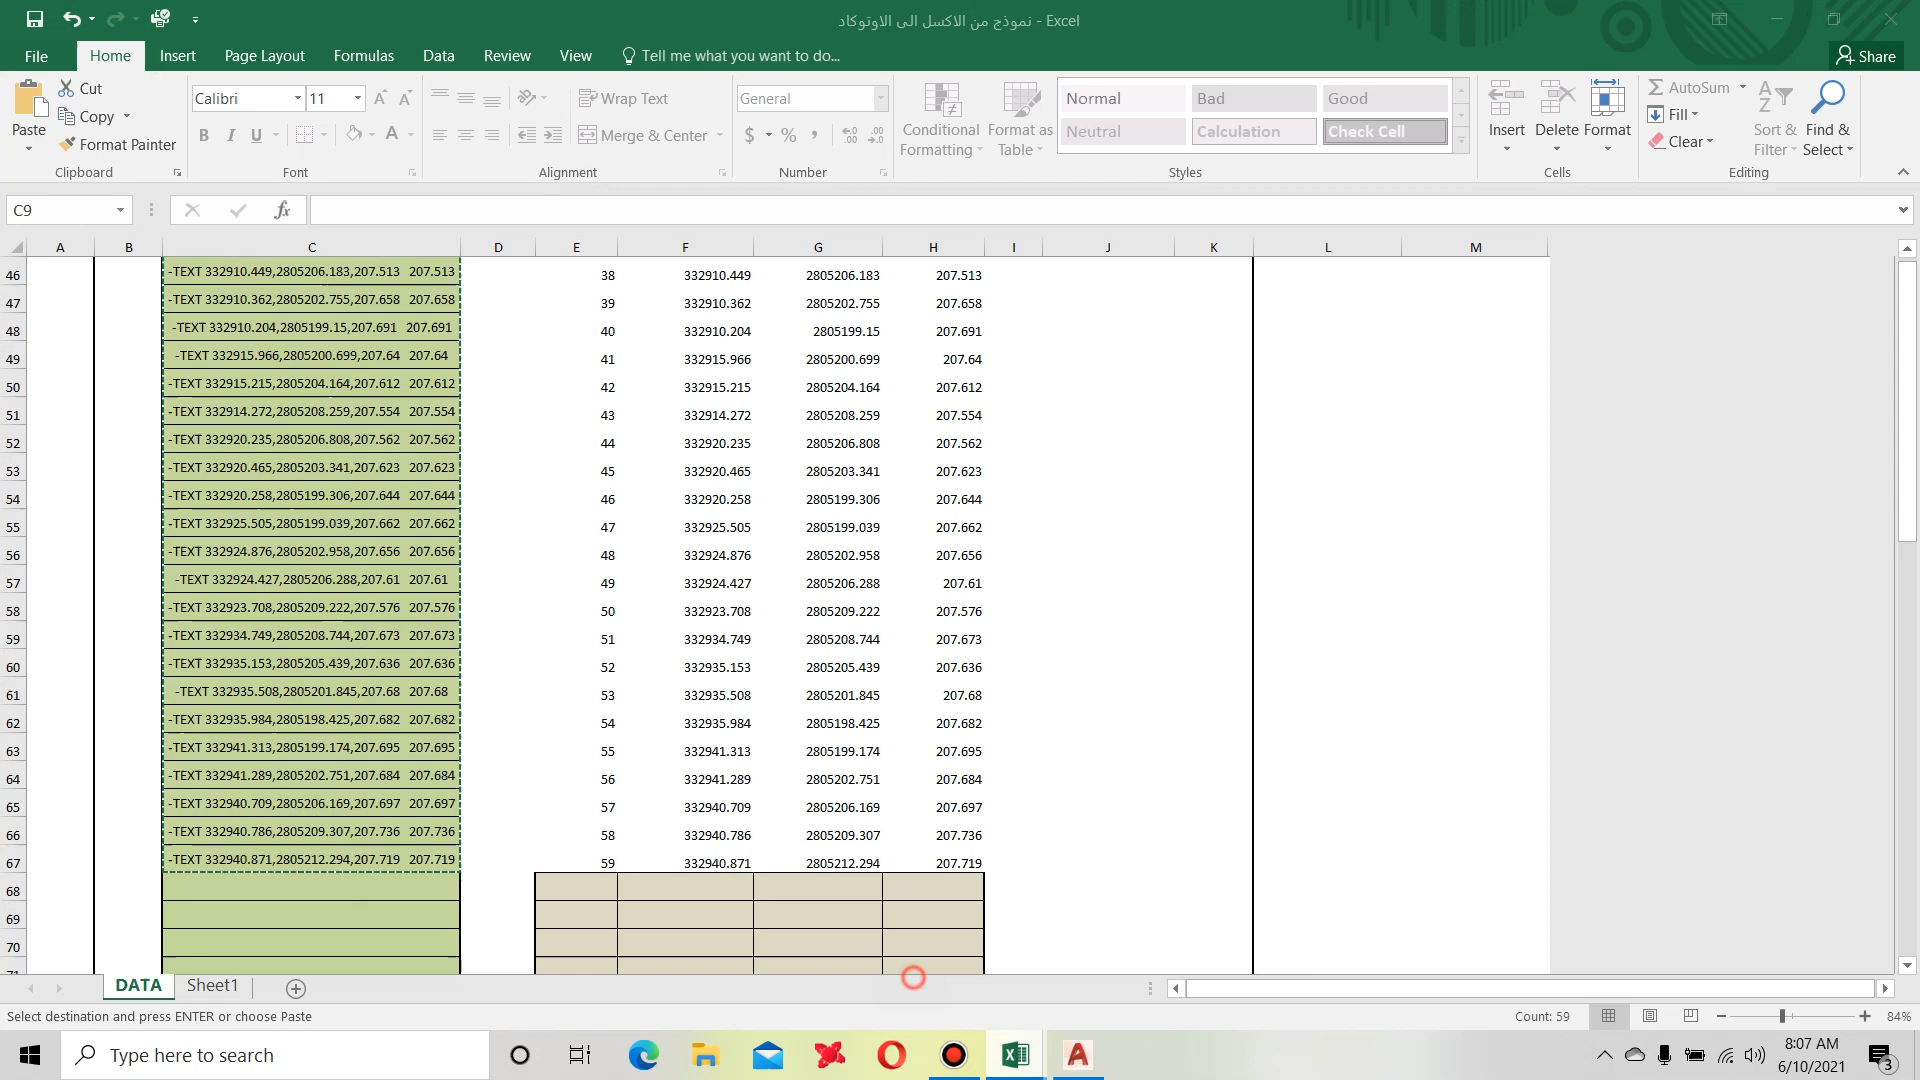 نموذج من الاكسل الى الاوتوكاد - Excel
File Home Insert Page Layout Formulas Data Review View Tell me what you want to do... Share
Paste Cut Copy Format Painter Clipboard
Calibri 11 B I U A Font
Wrap Text Merge & Center Alignment
General $ % , Number
Conditional Formatting Format as Table
Normal Bad Good
Neutral Calculation Check Cell
Styles
Insert Delete Format Cells
AutoSum Fill Clear Sort & Filter Find & Select Editing
C9 fx
A B C D E F G H I J K L M
46 -TEXT 332910.449,2805206.183,207.513 207.513 38 332910.449 2805206.183 207.513
47 -TEXT 332910.362,2805202.755,207.658 207.658 39 332910.362 2805202.755 207.658
48 -TEXT 332910.204,2805199.15,207.691 207.691 40 332910.204 2805199.15 207.691
49 -TEXT 332915.966,2805200.699,207.64 207.64 41 332915.966 2805200.699 207.64
50 -TEXT 332915.215,2805204.164,207.612 207.612 42 332915.215 2805204.164 207.612
51 -TEXT 332914.272,2805208.259,207.554 207.554 43 332914.272 2805208.259 207.554
52 -TEXT 332920.235,2805206.808,207.562 207.562 44 332920.235 2805206.808 207.562
53 -TEXT 332920.465,2805203.341,207.623 207.623 45 332920.465 2805203.341 207.623
54 -TEXT 332920.258,2805199.306,207.644 207.644 46 332920.258 2805199.306 207.644
55 -TEXT 332925.505,2805199.039,207.662 207.662 47 332925.505 2805199.039 207.662
56 -TEXT 332924.876,2805202.958,207.656 207.656 48 332924.876 2805202.958 207.656
57 -TEXT 332924.427,2805206.288,207.61 207.61 49 332924.427 2805206.288 207.61
58 -TEXT 332923.708,2805209.222,207.576 207.576 50 332923.708 2805209.222 207.576
59 -TEXT 332934.749,2805208.744,207.673 207.673 51 332934.749 2805208.744 207.673
60 -TEXT 332935.153,2805205.439,207.636 207.636 52 332935.153 2805205.439 207.636
61 -TEXT 332935.508,2805201.845,207.68 207.68 53 332935.508 2805201.845 207.68
62 -TEXT 332935.984,2805198.425,207.682 207.682 54 332935.984 2805198.425 207.682
63 -TEXT 332941.313,2805199.174,207.695 207.695 55 332941.313 2805199.174 207.695
64 -TEXT 332941.289,2805202.751,207.684 207.684 56 332941.289 2805202.751 207.684
65 -TEXT 332940.709,2805206.169,207.697 207.697 57 332940.709 2805206.169 207.697
66 -TEXT 332940.786,2805209.307,207.736 207.736 58 332940.786 2805209.307 207.736
67 -TEXT 332940.871,2805212.294,207.719 207.719 59 332940.871 2805212.294 207.719
68
69
70
DATA Sheet1
Select destination and press ENTER or choose Paste Count: 59 84%
Type here to search 8:07 AM
6/10/2021 3